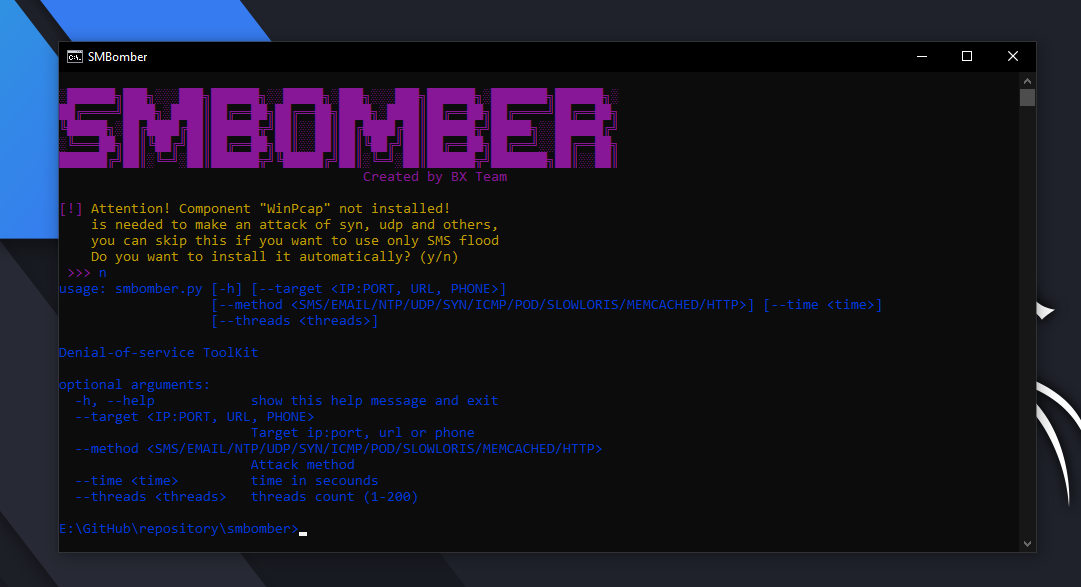 SMBomber
SMBOMBER
Created by BX Team
[!] Attention! Component "WinPcap" not installed!
is needed to make an attack of syn, udp and others,
you can skip this if you want to use only SMS flood
Do you want to install it automatically? (y/n)
>>> n
usage: smbomber.py [-h] [--target <IP:PORT, URL, PHONE>]
[--method <SMS/EMAIL/NTP/UDP/SYN/ICMP/POD/SLOWLORIS/MEMCACHED/HTTP>] [--time <time>]
[--threads <threads>]
Denial-of-service ToolKit
optional arguments:
-h, --help show this help message and exit
--target <IP:PORT, URL, PHONE>
Target ip:port, url or phone
--method <SMS/EMAIL/NTP/UDP/SYN/ICMP/POD/SLOWLORIS/MEMCACHED/HTTP>
Attack method
--time <time> time in secounds
--threads <threads> threads count (1-200)
E:\GitHub\repository\smbomber>